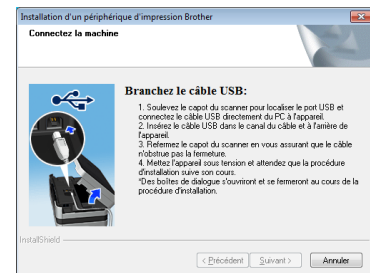 Installation d'un périphérique d'impression Brother
Connectez la machine
Branchez le câble USB:
1. Soulevez le capot du scanner pour localiser le port USB et
connectez le câble USB directement du PC à l'appareil.
2. Insérez le câble USB dans le canal du câble et à l'arrière de
l'appareil.
3. Refermez le capot du scanner en vous assurant que le câble
n'obstrue pas la fermeture.
4. Mettez l'appareil sous tension et attendez que la procédure
d'installation suive son cours.
*Des boîtes de dialogue s'ouvriront et se fermeront au cours de la
procédure d'installation.
InstallShield
< Précédent
Suivant >
Annuler